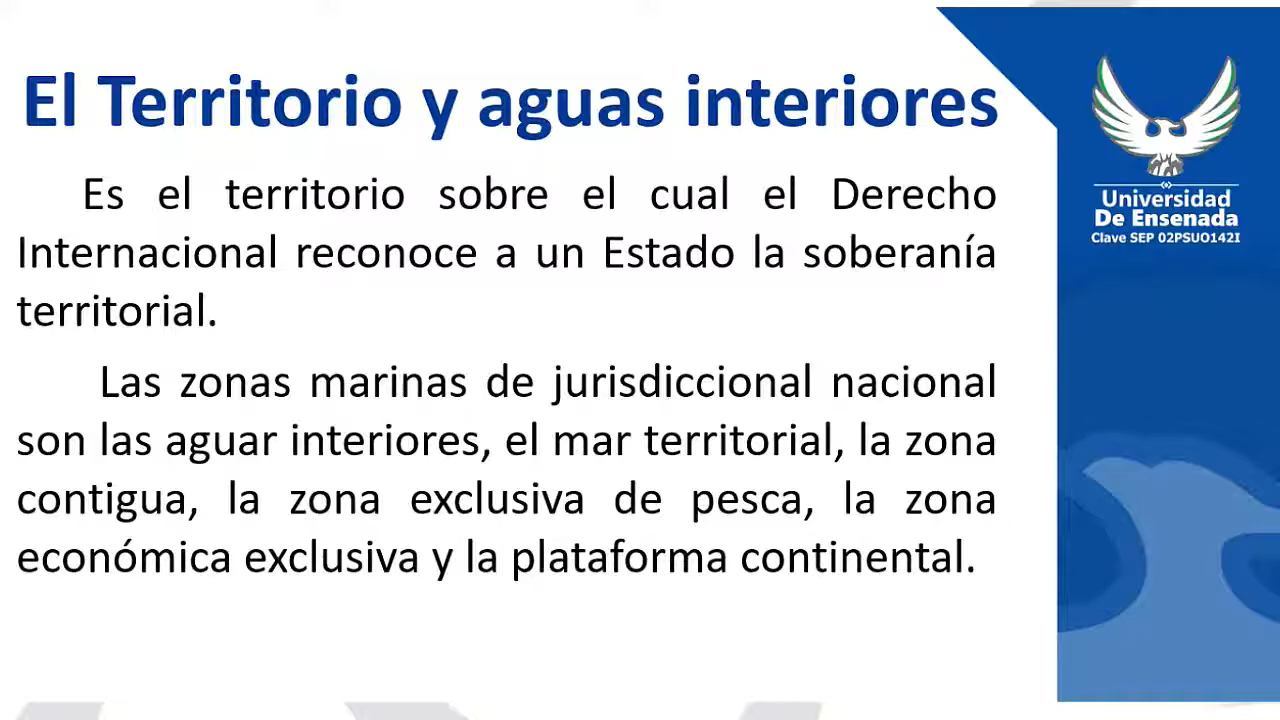 El Territorio y aguas interiores
Es el territorio sobre el cual el Derecho
Internacional reconoce a un Estado la soberanía
territorial.
Las zonas marinas de jurisdiccional nacional
son las aguar interiores, el mar territorial, la zona
contigua, la zona exclusiva de pesca, la zona
económica exclusiva y la plataforma continental.
Universidad
De Ensenada
Clave SEP 02PSUO142I